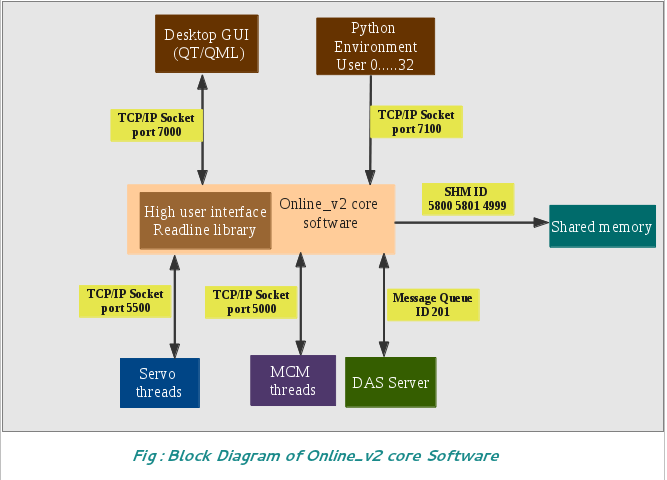 Desktop GUI
(QT/QML)
Python
Environment
User 0.....32
TCP/IP Socket
port 7000
TCP/IP Socket
port 7100
High user interface
Readline library
Online_v2 core
software
SHM ID
5800 5801 4999
Shared memory
TCP/IP Socket
port 5500
TCP/IP Socket
port 5000
Message Queue
ID 201
Servo
threads
MCM
threads
DAS Server
Fig : Block Diagram of Online_v2 core Software